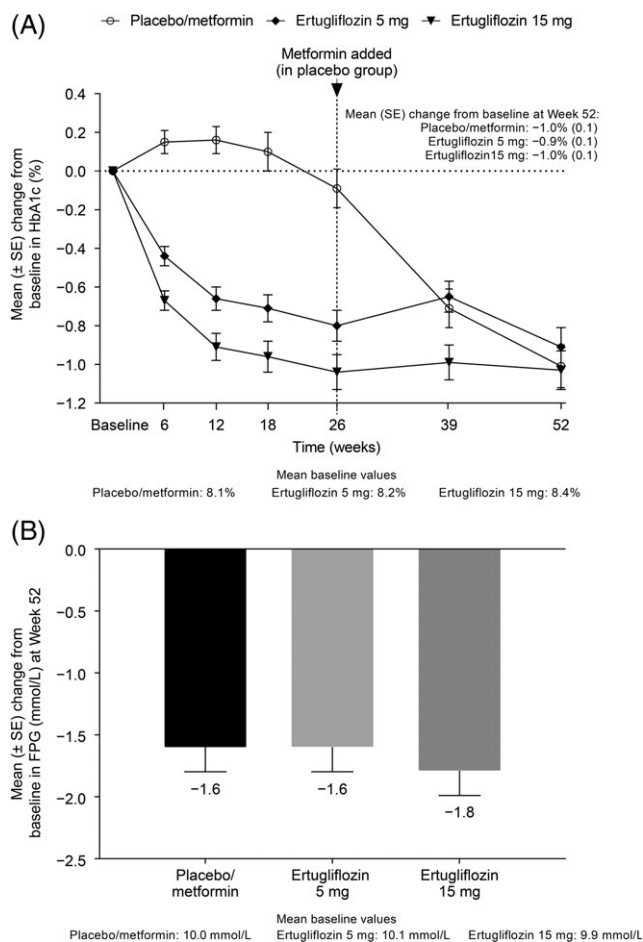 (A)
Placebo/metformin Ertugliflozin 5 mg Ertugliflozin 15 mg
Metformin added
(in placebo group)
Mean (SE) change from baseline at Week 52:
Placebo/metformin: −1.0% (0.1)
Ertugliflozin 5 mg: −0.9% (0.1)
Ertugliflozin15 mg: −1.0% (0.1)
Mean (± SE) change from
baseline in HbA1c (%)
0.4
0.2
0.0
−0.2
−0.4
−0.6
−0.8
−1.0
−1.2
Baseline 6 12 18 26 39 52
Time (weeks)
Mean baseline values
Placebo/metformin: 8.1% Ertugliflozin 5 mg: 8.2% Ertugliflozin 15 mg: 8.4%
(B)
Mean (± SE) change from
baseline in FPG (mmol/L) at Week 52
0.0
−0.5
−1.0
−1.5
−2.0
−2.5
−1.6 −1.6 −1.8
Placebo/ Ertugliflozin Ertugliflozin
metformin 5 mg 15 mg
Mean baseline values
Placebo/metformin: 10.0 mmol/L Ertugliflozin 5 mg: 10.1 mmol/L Ertugliflozin 15 mg: 9.9 mmol/L